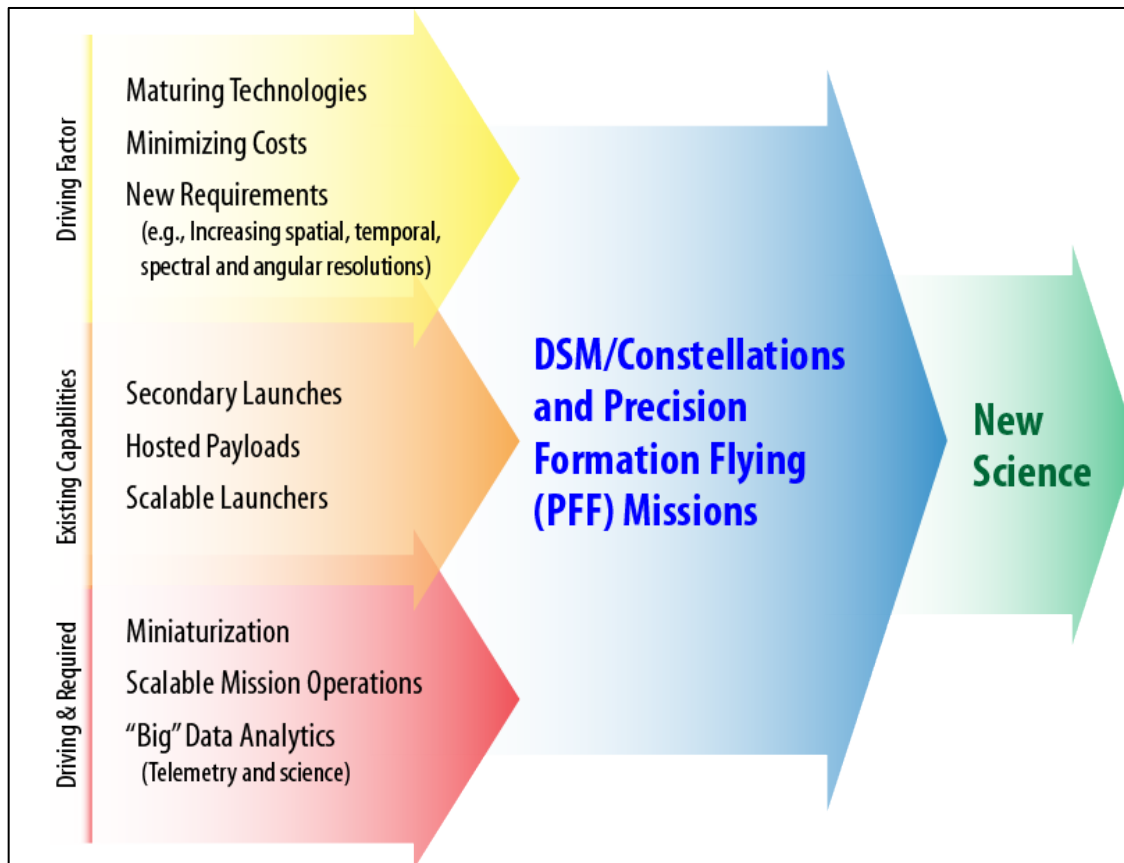 Driving Factor
Maturing Technologies
Minimizing Costs
New Requirements
(e.g., Increasing spatial, temporal,
spectral and angular resolutions)
Existing Capabilities
Secondary Launches
Hosted Payloads
Scalable Launchers
Driving & Required
Miniaturization
Scalable Mission Operations
“Big” Data Analytics
(Telemetry and science)
DSM/Constellations
and Precision
Formation Flying
(PFF) Missions
New
Science